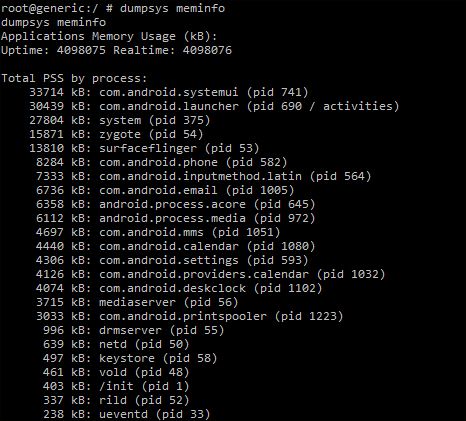 root@generic:/ # dumpsys meminfo
dumpsys meminfo
Applications Memory Usage (kB):
Uptime: 4098075 Realtime: 4098076

Total PSS by process:
    33714 kB: com.android.systemui (pid 741)
    30439 kB: com.android.launcher (pid 690 / activities)
    27804 kB: system (pid 375)
    15871 kB: zygote (pid 54)
    13810 kB: surfaceflinger (pid 53)
     8284 kB: com.android.phone (pid 582)
     7333 kB: com.android.inputmethod.latin (pid 564)
     6736 kB: com.android.email (pid 1005)
     6358 kB: android.process.acore (pid 645)
     6112 kB: android.process.media (pid 972)
     4697 kB: com.android.mms (pid 1051)
     4440 kB: com.android.calendar (pid 1080)
     4306 kB: com.android.settings (pid 593)
     4126 kB: com.android.providers.calendar (pid 1032)
     4074 kB: com.android.deskclock (pid 1102)
     3715 kB: mediaserver (pid 56)
     3033 kB: com.android.printspooler (pid 1223)
      996 kB: drmserver (pid 55)
      639 kB: netd (pid 50)
      497 kB: keystore (pid 58)
      461 kB: vold (pid 48)
      403 kB: /init (pid 1)
      337 kB: rild (pid 52)
      238 kB: ueventd (pid 33)